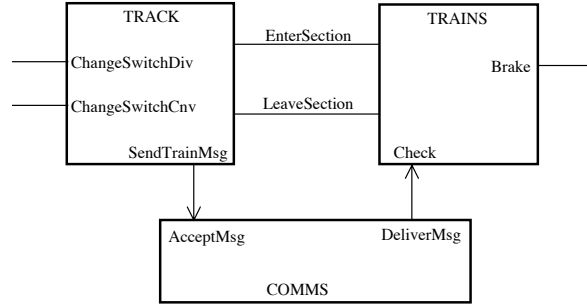 TRACK
TRAINS
EnterSection
ChangeSwitchDiv
Brake
ChangeSwitchCnv
LeaveSection
SendTrainMsg
Check
AcceptMsg
DeliverMsg
COMMS